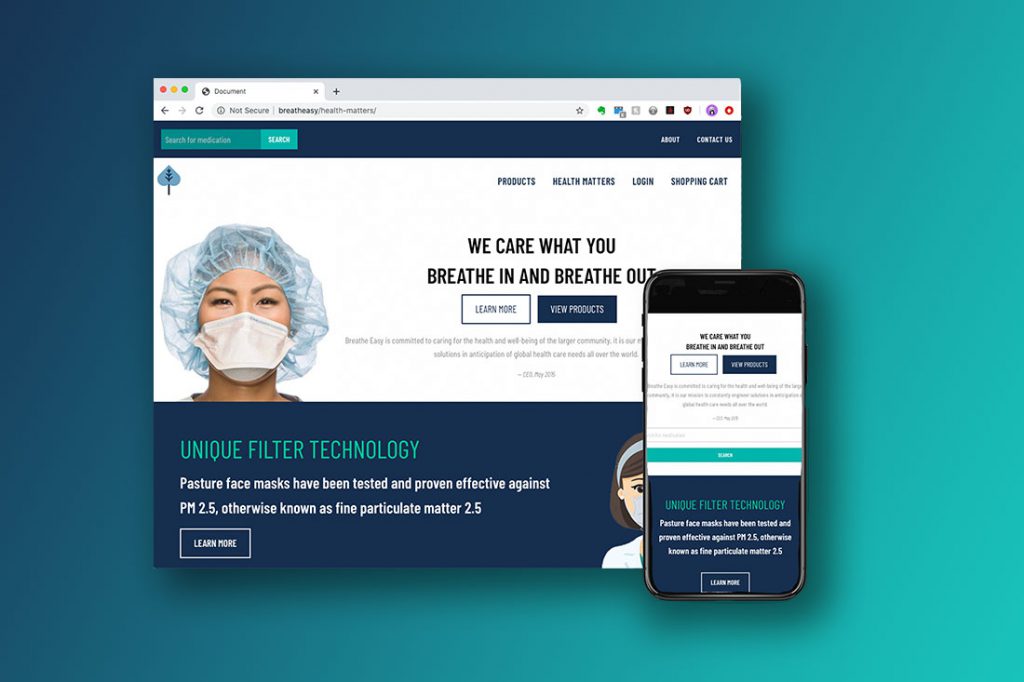 Document
Not Secure | breatheasy/health-matters/
Search for medication
SEARCH
ABOUT
CONTACT US
PRODUCTS
HEALTH MATTERS
LOGIN
SHOPPING CART
WE CARE WHAT YOU
BREATHE IN AND BREATHE OUT
LEARN MORE
VIEW PRODUCTS
Breathe Easy is committed to caring for the health and well-being of the larger community, it is our
solutions in anticipation of global health care needs all over the world.
— CEO, May 2016
UNIQUE FILTER TECHNOLOGY
Pasture face masks have been tested and proven effective against
PM 2.5, otherwise known as fine particulate matter 2.5
LEARN MORE
WE CARE WHAT YOU
BREATHE IN AND BREATHE OUT
LEARN MORE
VIEW PRODUCTS
Breathe Easy is committed to caring for the health and well-being of the larger
community, it is our mission to constantly engineer solutions in anticipation
global health care needs all over the world.
— CEO, May 2016
SEARCH
UNIQUE FILTER TECHNOLOGY
Pasture face masks have been tested and
proven effective against PM 2.5, otherwise
known as fine particulate matter 2.5
LEARN MORE